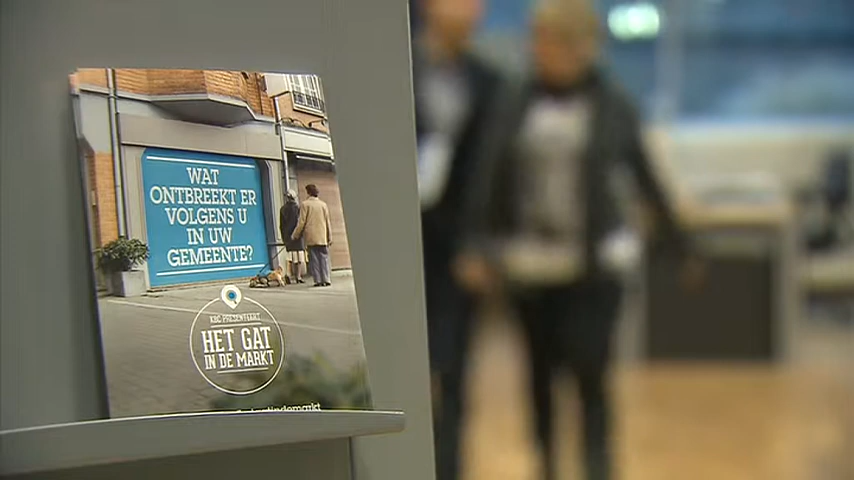 WAT
ONTBREEKT ER
VOLGENS U
IN UW
GEMEENTE?
KBC PRESENTEERT
HET GAT
IN DE MARKT